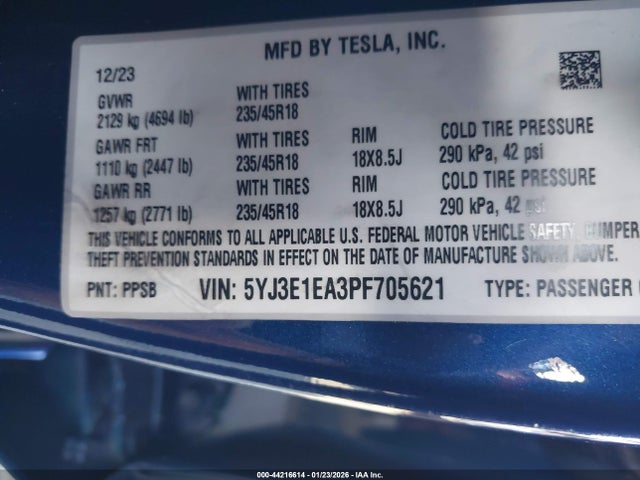 MFD BY TESLA, INC.
12/23
GVWR WITH TIRES
2129 kg (4694 lb) 235/45R18
GAWR FRT WITH TIRES RIM COLD TIRE PRESSURE
1110 kg (2447 lb) 235/45R18 18X8.5J 290 kPa, 42 psi
GAWR RR WITH TIRES RIM COLD TIRE PRESSURE
1257 kg (2771 lb) 235/45R18 18X8.5J 290 kPa, 42 psi
THIS VEHICLE CONFORMS TO ALL APPLICABLE U.S. FEDERAL MOTOR VEHICLE SAFETY, BUMPER
THEFT PREVENTION STANDARDS IN EFFECT ON THE DATE OF MANUFACTURE SHOWN ABOVE.
PNT: PPSB VIN: 5YJ3E1EA3PF705621 TYPE: PASSENGER
000-44216614 - 01/23/2026 - IAA Inc.